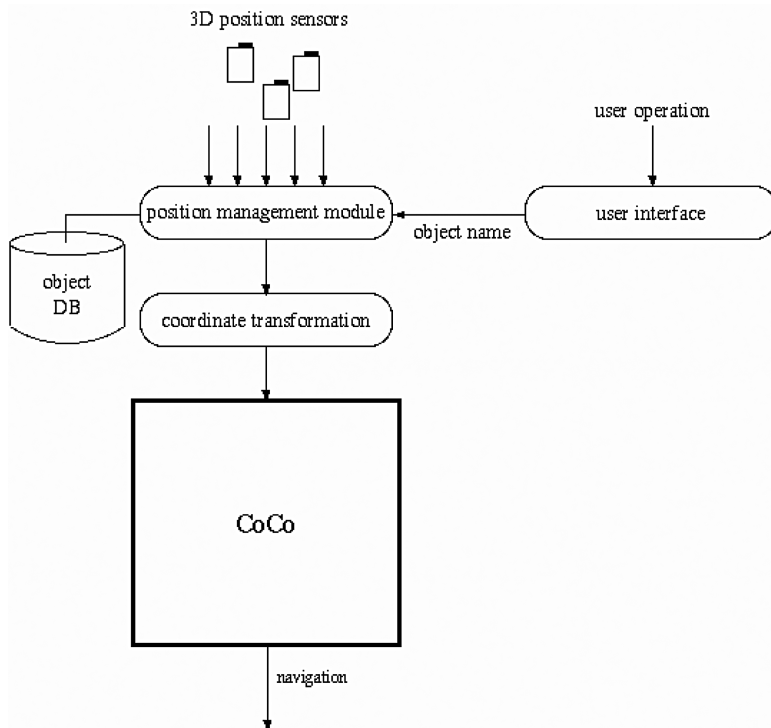 3D position sensors
user operation
position management module
object name
user interface
object
DB
coordinate transformation
CoCo
navigation